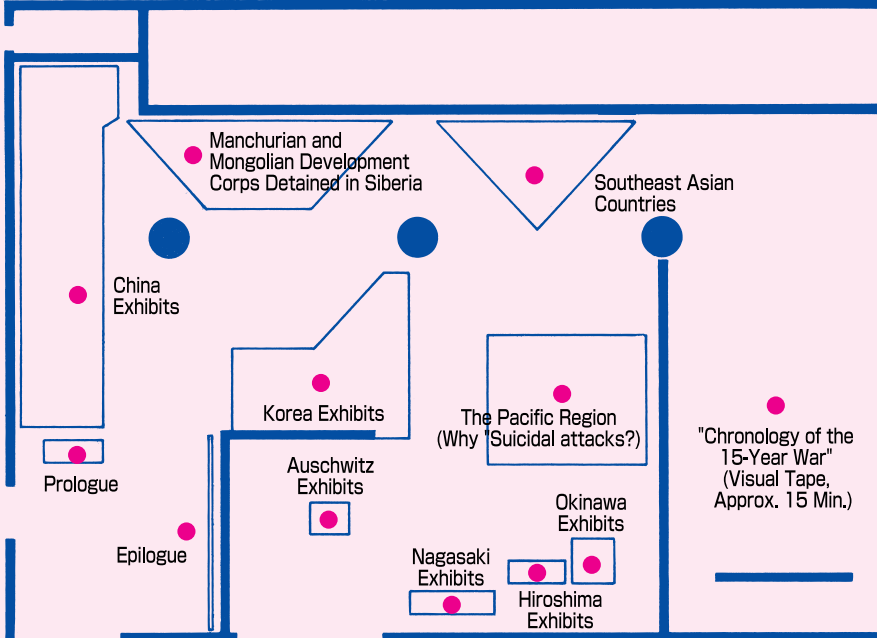 Manchurian and
Mongolian Development
Corps Detained in Siberia
Southeast Asian
Countries
China
Exhibits
Korea Exhibits
The Pacific Region
(Why "Suicidal attacks?)
"Chronology of the
15-Year War"
(Visual Tape,
Approx. 15 Min.)
Prologue
Auschwitz
Exhibits
Epilogue
Okinawa
Exhibits
Nagasaki
Exhibits
Hiroshima
Exhibits